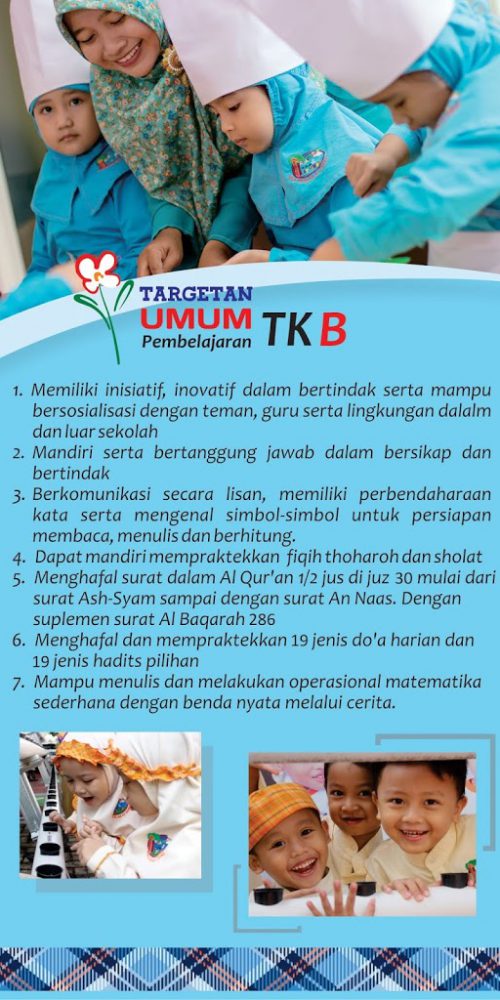 TARGETAN
UMUM TK B
Pembelajaran
1. Memiliki inisiatif, inovatif dalam bertindak serta mampu
bersosialisasi dengan teman, guru serta lingkungan dalalm
dan luar sekolah
2. Mandiri serta bertanggung jawab dalam bersikap dan
bertindak
3. Berkomunikasi secara lisan, memiliki perbendaharaan
kata serta mengenal simbol-simbol untuk persiapan
membaca, menulis dan berhitung.
4. Dapat mandiri mempraktekkan fiqih thoharoh dan sholat
5. Menghafal surat dalam Al Qur'an 1/2 jus di juz 30 mulai dari
surat Ash-Syam sampai dengan surat An Naas. Dengan
suplemen surat Al Baqarah 286
6. Menghafal dan mempraktekkan 19 jenis do'a harian dan
19 jenis hadits pilihan
7. Mampu menulis dan melakukan operasional matematika
sederhana dengan benda nyata melalui cerita.